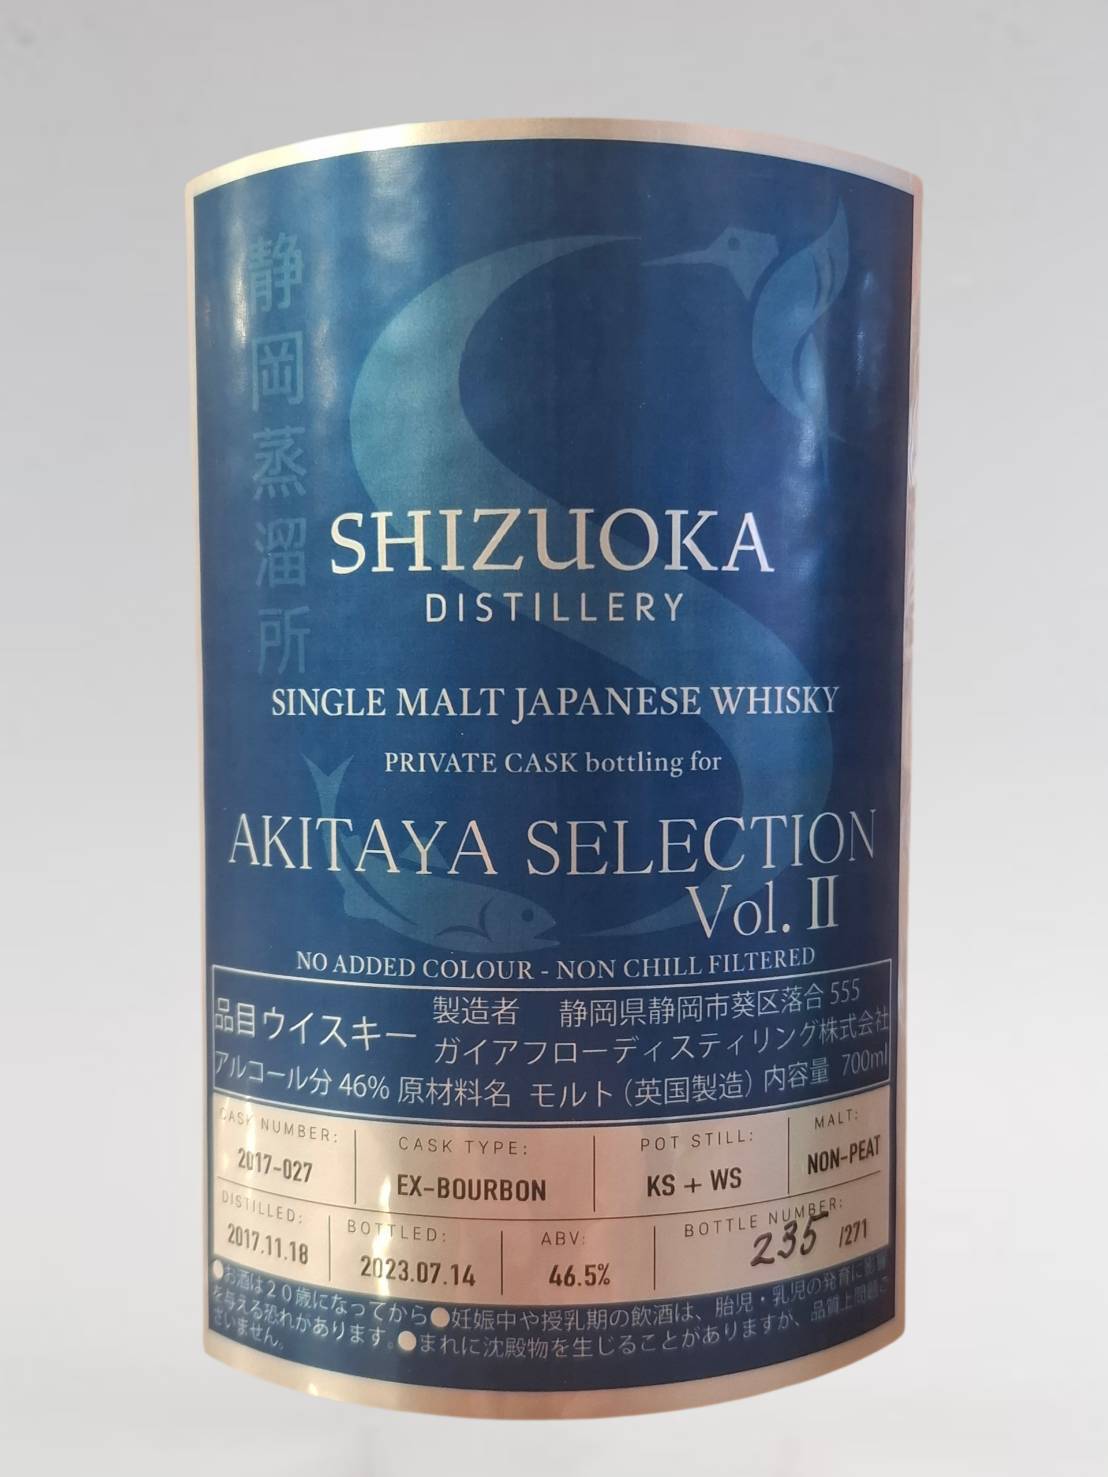 静岡蒸溜所
SHIZUOKA
DISTILLERY
SINGLE MALT JAPANESE WHISKY
PRIVATE CASK bottling for
AKITAYA SELECTION
Vol. II
NO ADDED COLOUR - NON CHILL FILTERED
品目ウイスキー 製造者 静岡県静岡市葵区落合555
ガイアフローディスティリング株式会社
アルコール分 46% 原材料名 モルト（英国製造）内容量 700ml
CASK NUMBER: CASK TYPE: POT STILL: MALT:
2017-027 EX-BOURBON KS + WS NON-PEAT
DISTILLED: BOTTLED: ABV: BOTTLE NUMBER:
2017.11.18 2023.07.14 46.5% 235 /271
●お酒は20歳になってから●妊娠中や授乳期の飲酒は、胎児・乳児の発育に影響
を与える恐れがあります。●まれに沈殿物を生じることがありますが、品質上問題ご
ざいません。